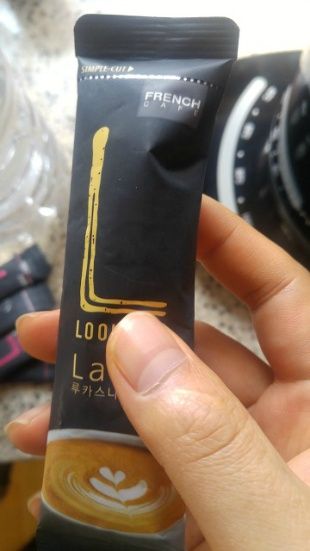 SIMPLE-CUT▶
FRENCH
CAFE
L
LOO
La
루카스나